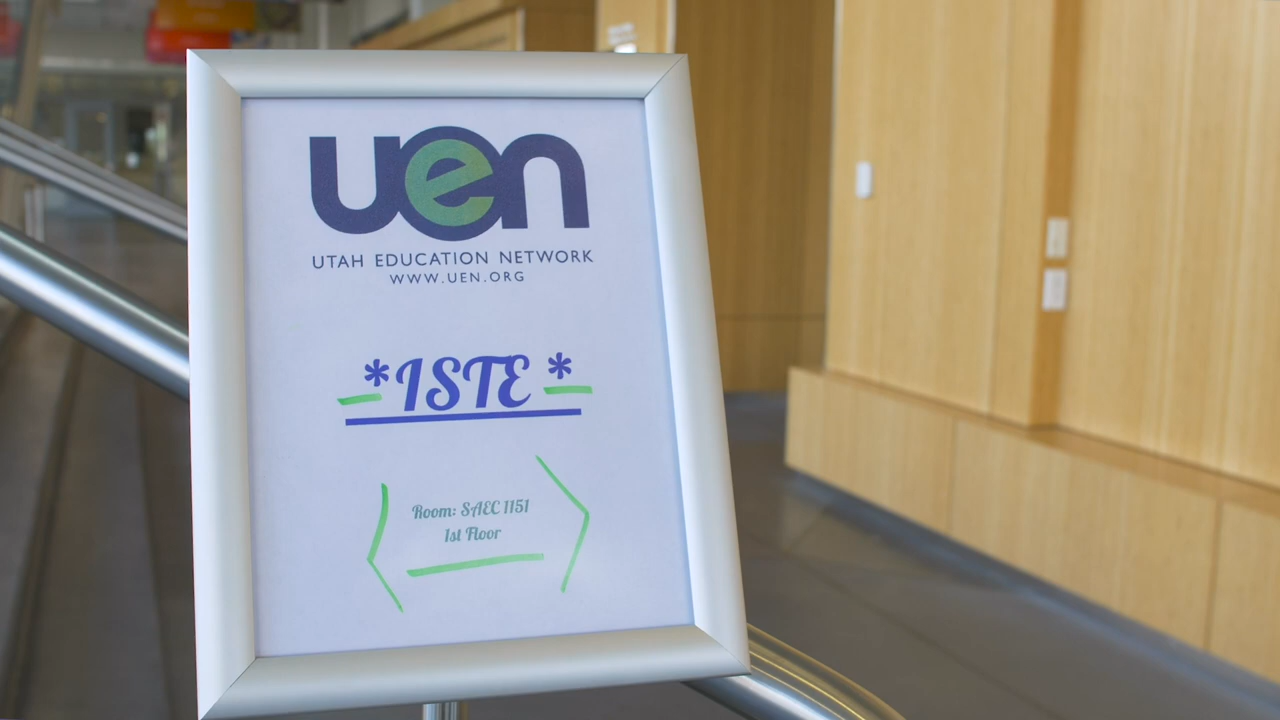 uen
UTAH EDUCATION NETWORK
WWW.UEN.ORG
*ISTE *
Room: SAEC 1151
1st Floor